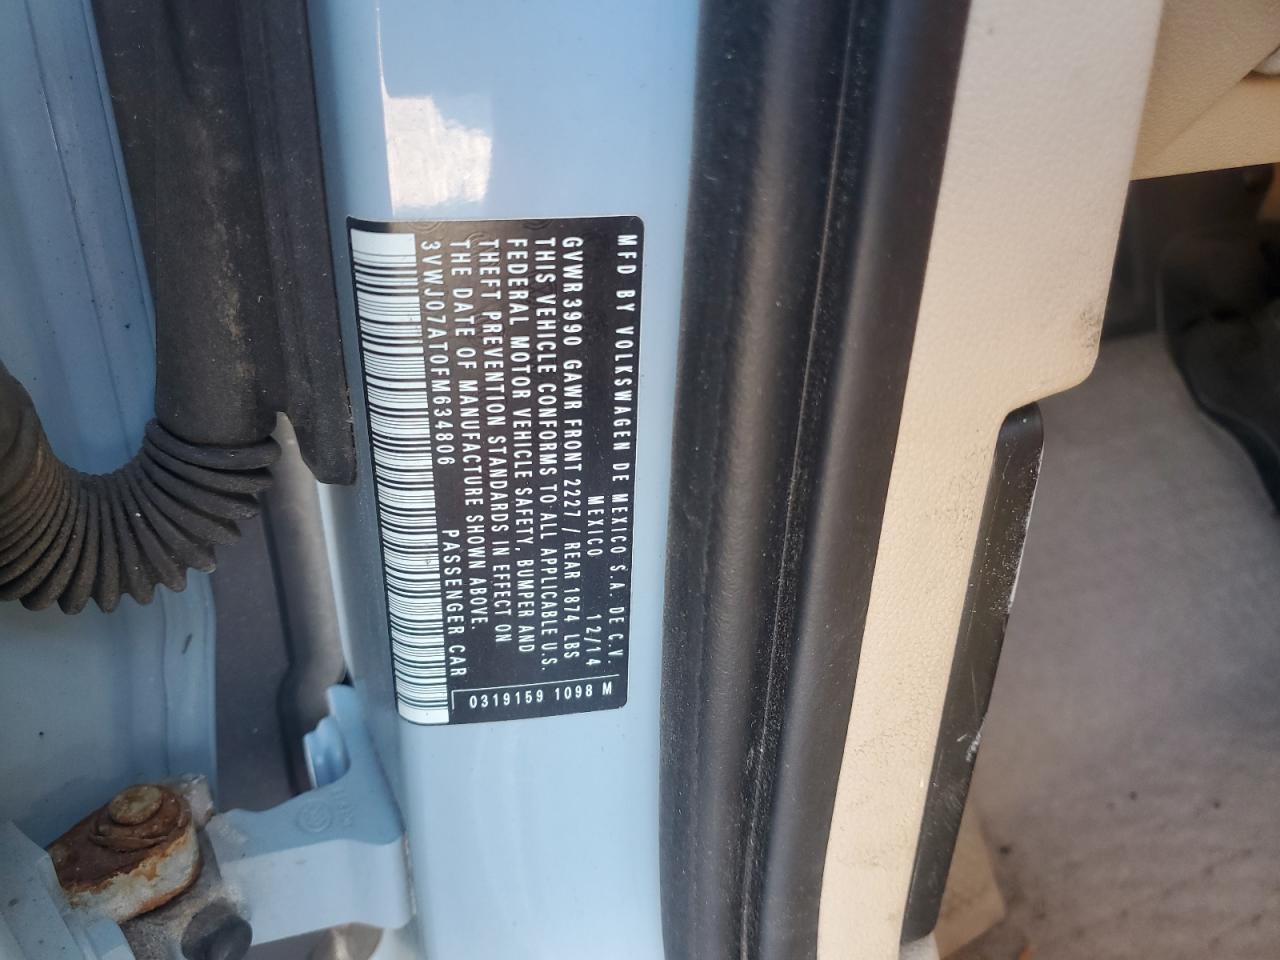 MFD BY VOLKSWAGEN DE MEXICO S.A. DE C.V.
MEXICO 12/14
GVWR 3990 GAWR FRONT 2227 / REAR 1874 LBS
THIS VEHICLE CONFORMS TO ALL APPLICABLE U.S.
FEDERAL MOTOR VEHICLE SAFETY, BUMPER AND
THEFT PREVENTION STANDARDS IN EFFECT ON
THE DATE OF MANUFACTURE SHOWN ABOVE.
3VWJ07AT0FM634806 PASSENGER CAR
0319159 1098 M